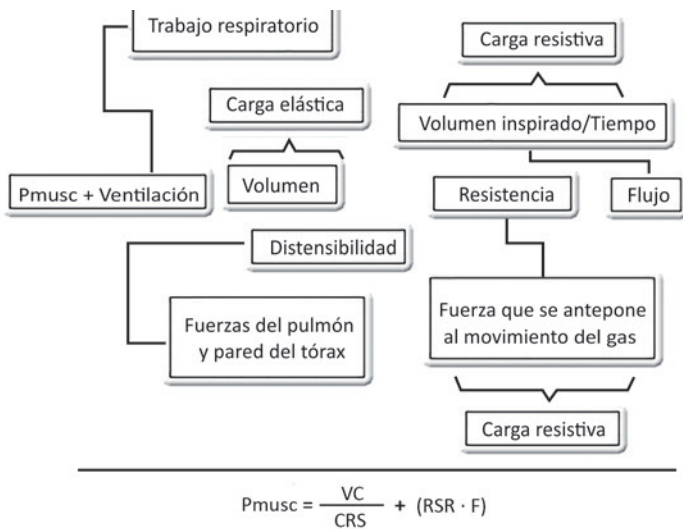 Trabajo respiratorio
Carga resistiva
Carga elástica
Volumen inspirado/Tiempo
Pmusc + Ventilación
Volumen
Resistencia
Flujo
Distensibilidad
Fuerzas del pulmón
y pared del tórax
Fuerza que se antepone
al movimiento del gas
Carga resistiva
Pmusc = VC / CRS + (RSR · F)